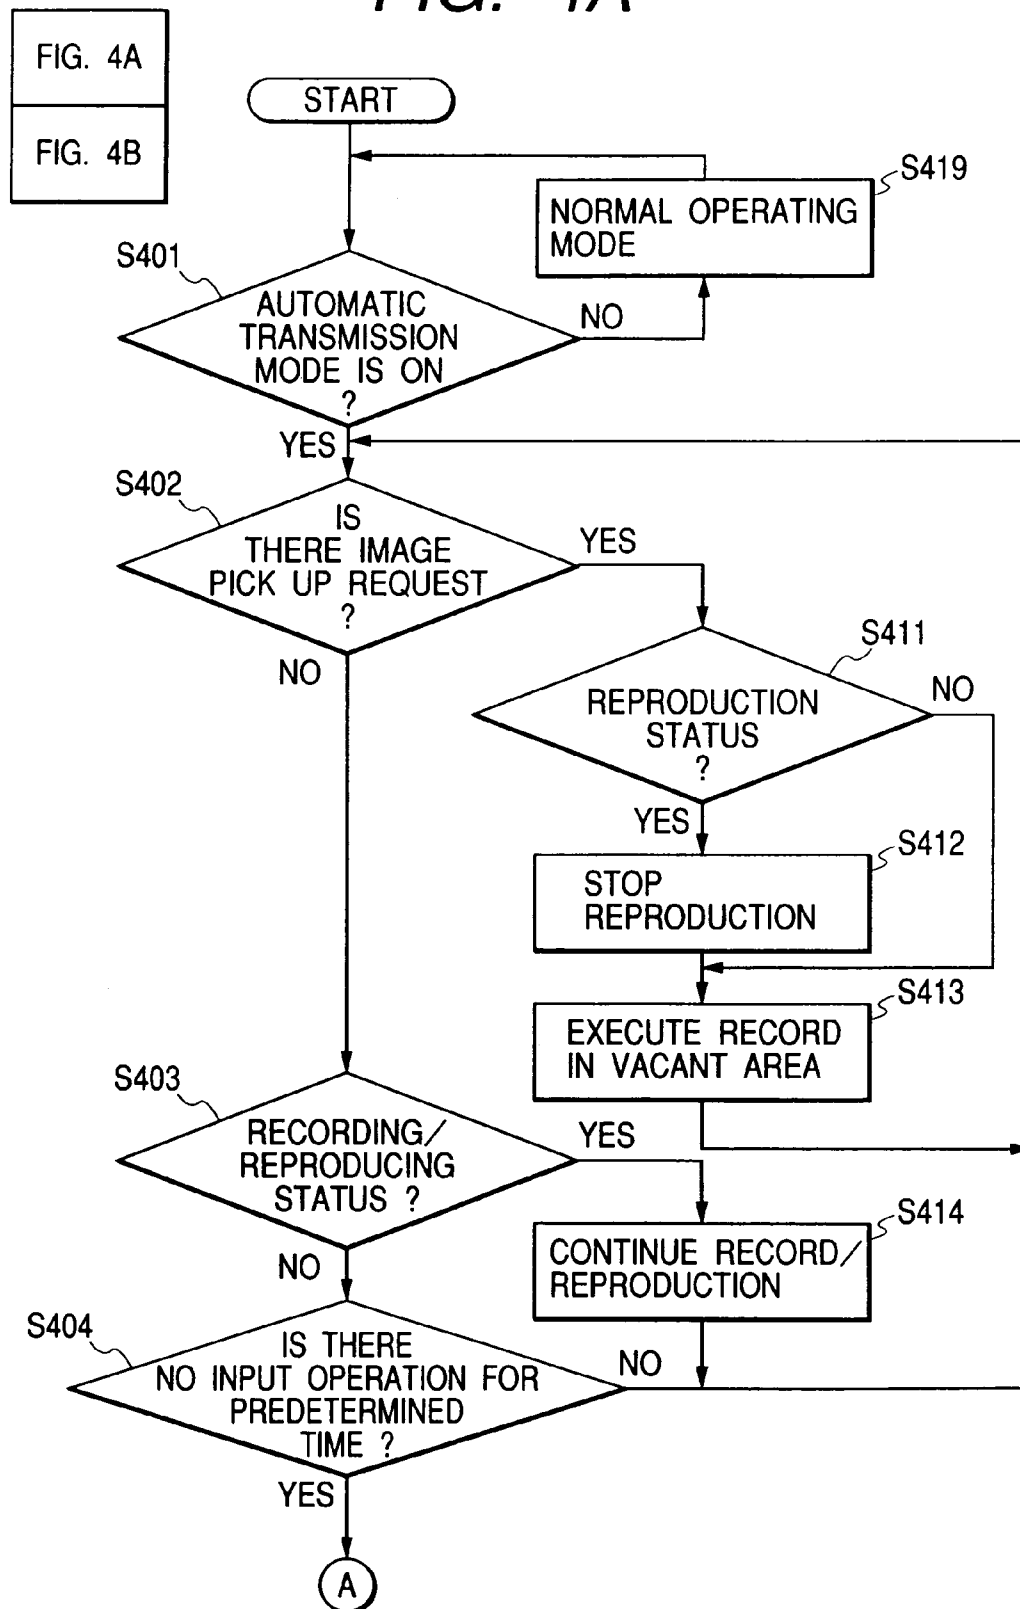 FIG. 4A
FIG. 4A
FIG. 4B
START
S419
NORMAL OPERATING
MODE
S401
AUTOMATIC
TRANSMISSION
MODE IS ON
?
NO
YES
S402
IS
THERE IMAGE
PICK UP REQUEST
?
YES
NO
S411
REPRODUCTION
STATUS
?
NO
YES
S412
STOP
REPRODUCTION
S413
EXECUTE RECORD
IN VACANT AREA
S403
RECORDING/
REPRODUCING
STATUS ?
YES
NO
S414
CONTINUE RECORD/
REPRODUCTION
S404
IS THERE
NO INPUT OPERATION FOR
PREDETERMINED
TIME ?
NO
YES
A